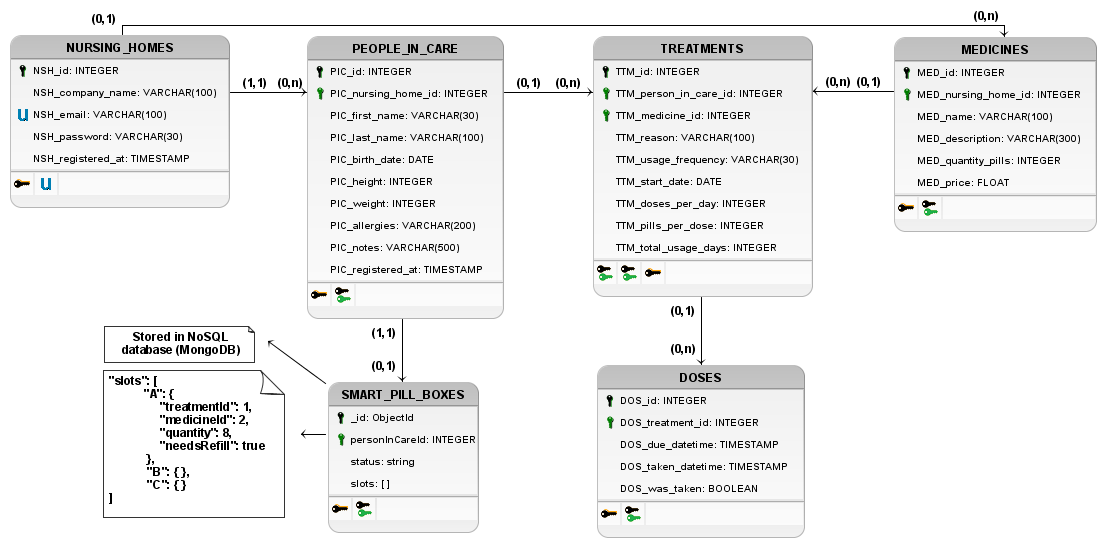 (0,1)
(0,n)
NURSING_HOMES
NSH_id: INTEGER
NSH_company_name: VARCHAR(100)
U NSH_email: VARCHAR(100)
NSH_password: VARCHAR(30)
NSH_registered_at: TIMESTAMP
U
(1,1) (0,n)
PEOPLE_IN_CARE
PIC_id: INTEGER
PIC_nursing_home_id: INTEGER
PIC_first_name: VARCHAR(30)
PIC_last_name: VARCHAR(100)
PIC_birth_date: DATE
PIC_height: INTEGER
PIC_weight: INTEGER
PIC_allergies: VARCHAR(200)
PIC_notes: VARCHAR(500)
PIC_registered_at: TIMESTAMP
(0,1) (0,n)
TREATMENTS
TTM_id: INTEGER
TTM_person_in_care_id: INTEGER
TTM_medicine_id: INTEGER
TTM_reason: VARCHAR(100)
TTM_usage_frequency: VARCHAR(30)
TTM_start_date: DATE
TTM_doses_per_day: INTEGER
TTM_pills_per_dose: INTEGER
TTM_total_usage_days: INTEGER
(0,n) (0,1)
MEDICINES
MED_id: INTEGER
MED_nursing_home_id: INTEGER
MED_name: VARCHAR(100)
MED_description: VARCHAR(300)
MED_quantity_pills: INTEGER
MED_price: FLOAT
(1,1)
(0,1)
Stored in NoSQL
database (MongoDB)
"slots": [
"A": {
"treatmentId": 1,
"medicineId": 2,
"quantity": 8,
"needsRefill": true
},
"B": { },
"C": { }
]
SMART_PILL_BOXES
_id: ObjectId
personInCareId: INTEGER
status: string
slots: [ ]
(0,1)
(0,n)
DOSES
DOS_id: INTEGER
DOS_treatment_id: INTEGER
DOS_due_datetime: TIMESTAMP
DOS_taken_datetime: TIMESTAMP
DOS_was_taken: BOOLEAN